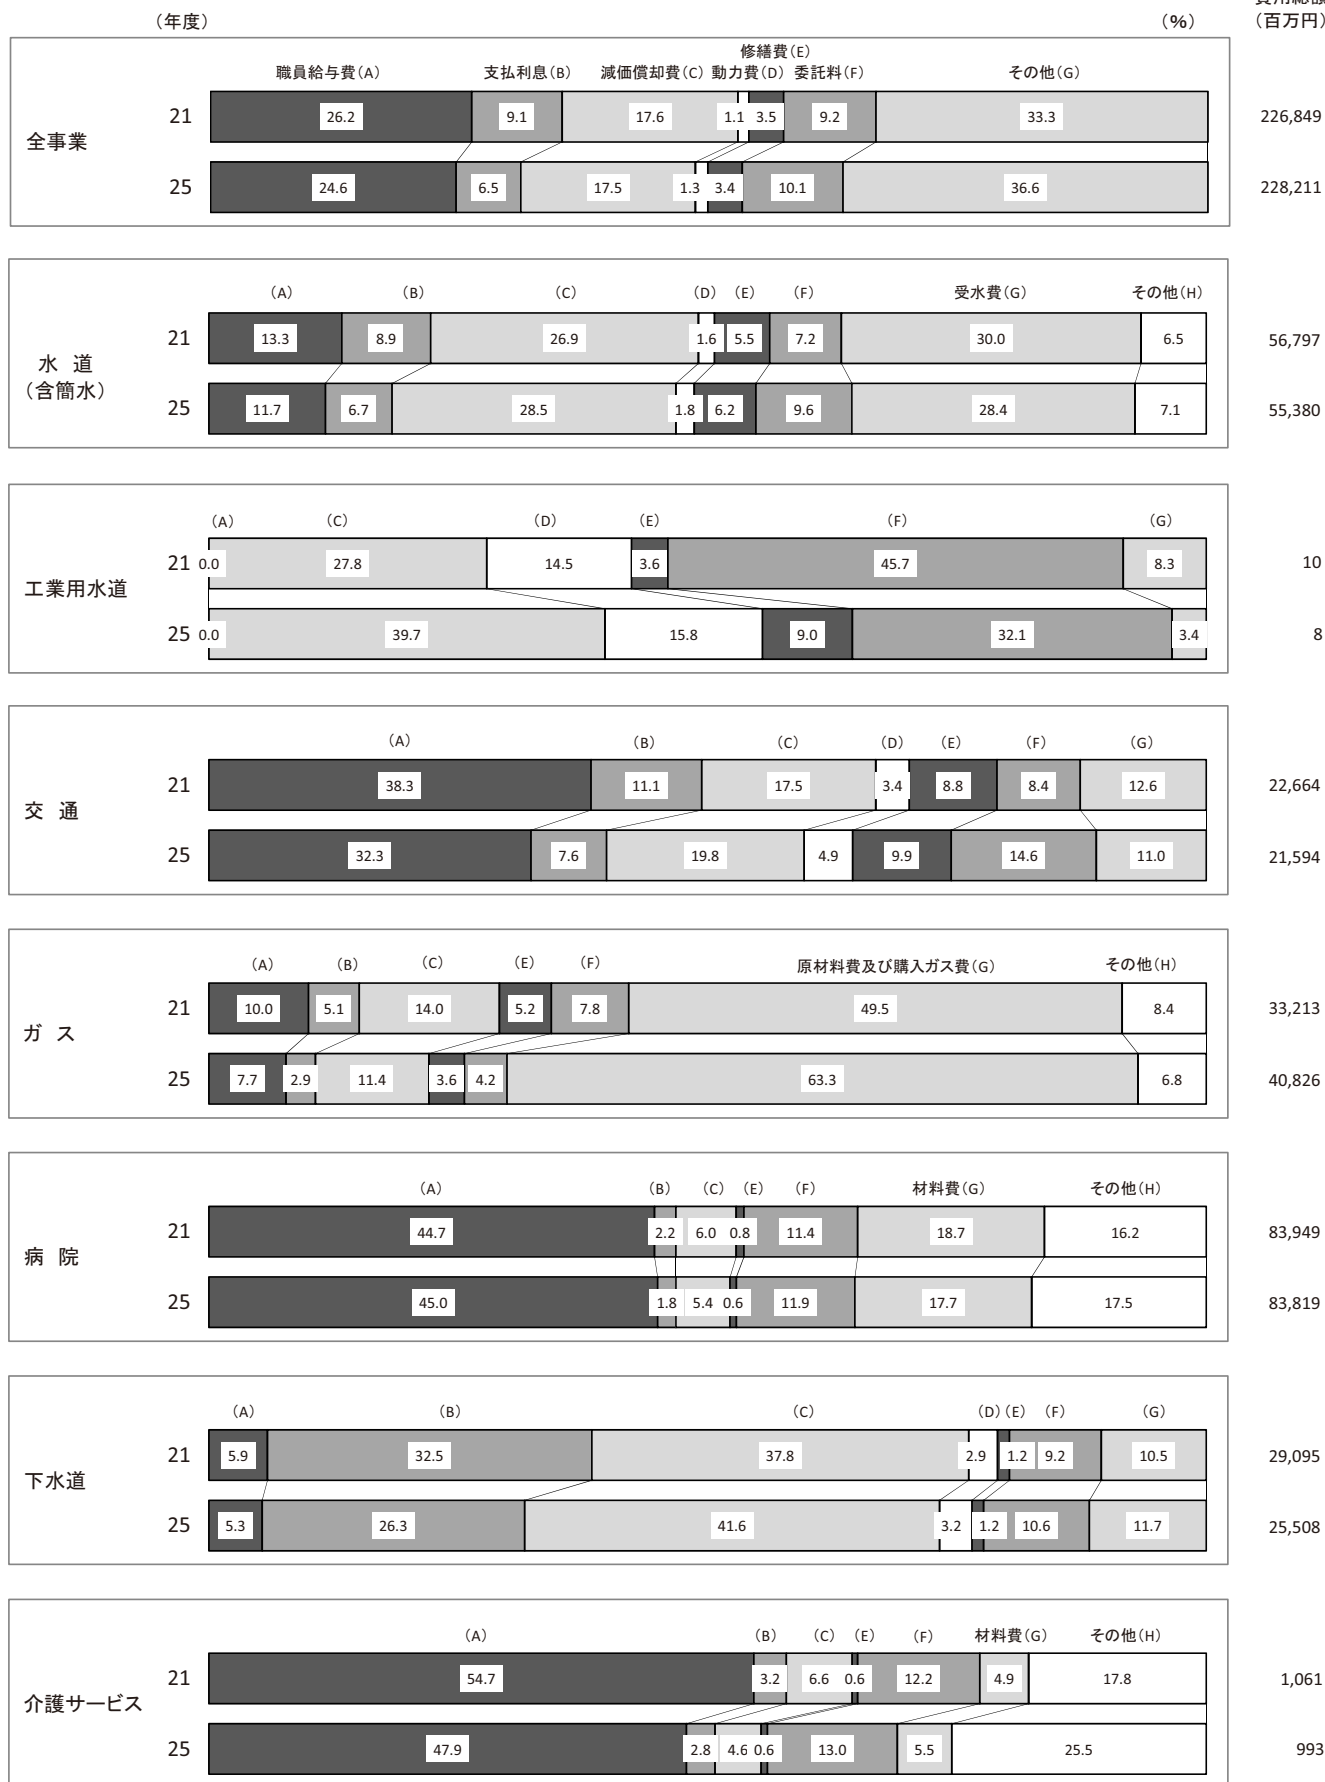 費用総額
（年度）
（％）
（百万円）
修繕費（E）
職員給与費（A） 支払利息（B） 減価償却費（C） 動力費（D） 委託料（F） その他（G）
全事業
21 26.2 9.1 17.6 1.1 3.5 9.2 33.3 226,849
25 24.6 6.5 17.5 1.3 3.4 10.1 36.6 228,211
（A） （B） （C） （D） （E） （F） 受水費（G） その他（H）
水 道
（含簡水）
21 13.3 8.9 26.9 1.6 5.5 7.2 30.0 6.5 56,797
25 11.7 6.7 28.5 1.8 6.2 9.6 28.4 7.1 55,380
（A） （C） （D） （E） （F） （G）
工業用水道
21 0.0 27.8 14.5 3.6 45.7 8.3 10
25 0.0 39.7 15.8 9.0 32.1 3.4 8
（A） （B） （C） （D） （E） （F） （G）
交 通
21 38.3 11.1 17.5 3.4 8.8 8.4 12.6 22,664
25 32.3 7.6 19.8 4.9 9.9 14.6 11.0 21,594
（A） （B） （C） （E） （F） 原材料費及び購入ガス費（G） その他（H）
ガ ス
21 10.0 5.1 14.0 5.2 7.8 49.5 8.4 33,213
25 7.7 2.9 11.4 3.6 4.2 63.3 6.8 40,826
（A） （B） （C） （E） （F） 材料費（G） その他（H）
病 院
21 44.7 2.2 6.0 0.8 11.4 18.7 16.2 83,949
25 45.0 1.8 5.4 0.6 11.9 17.7 17.5 83,819
（A） （B） （C） （D） （E） （F） （G）
下水道
21 5.9 32.5 37.8 2.9 1.2 9.2 10.5 29,095
25 5.3 26.3 41.6 3.2 1.2 10.6 11.7 25,508
（A） （B） （C） （E） （F） 材料費（G） その他（H）
介護サービス
21 54.7 3.2 6.6 0.6 12.2 4.9 17.8 1,061
25 47.9 2.8 4.6 0.6 13.0 5.5 25.5 993